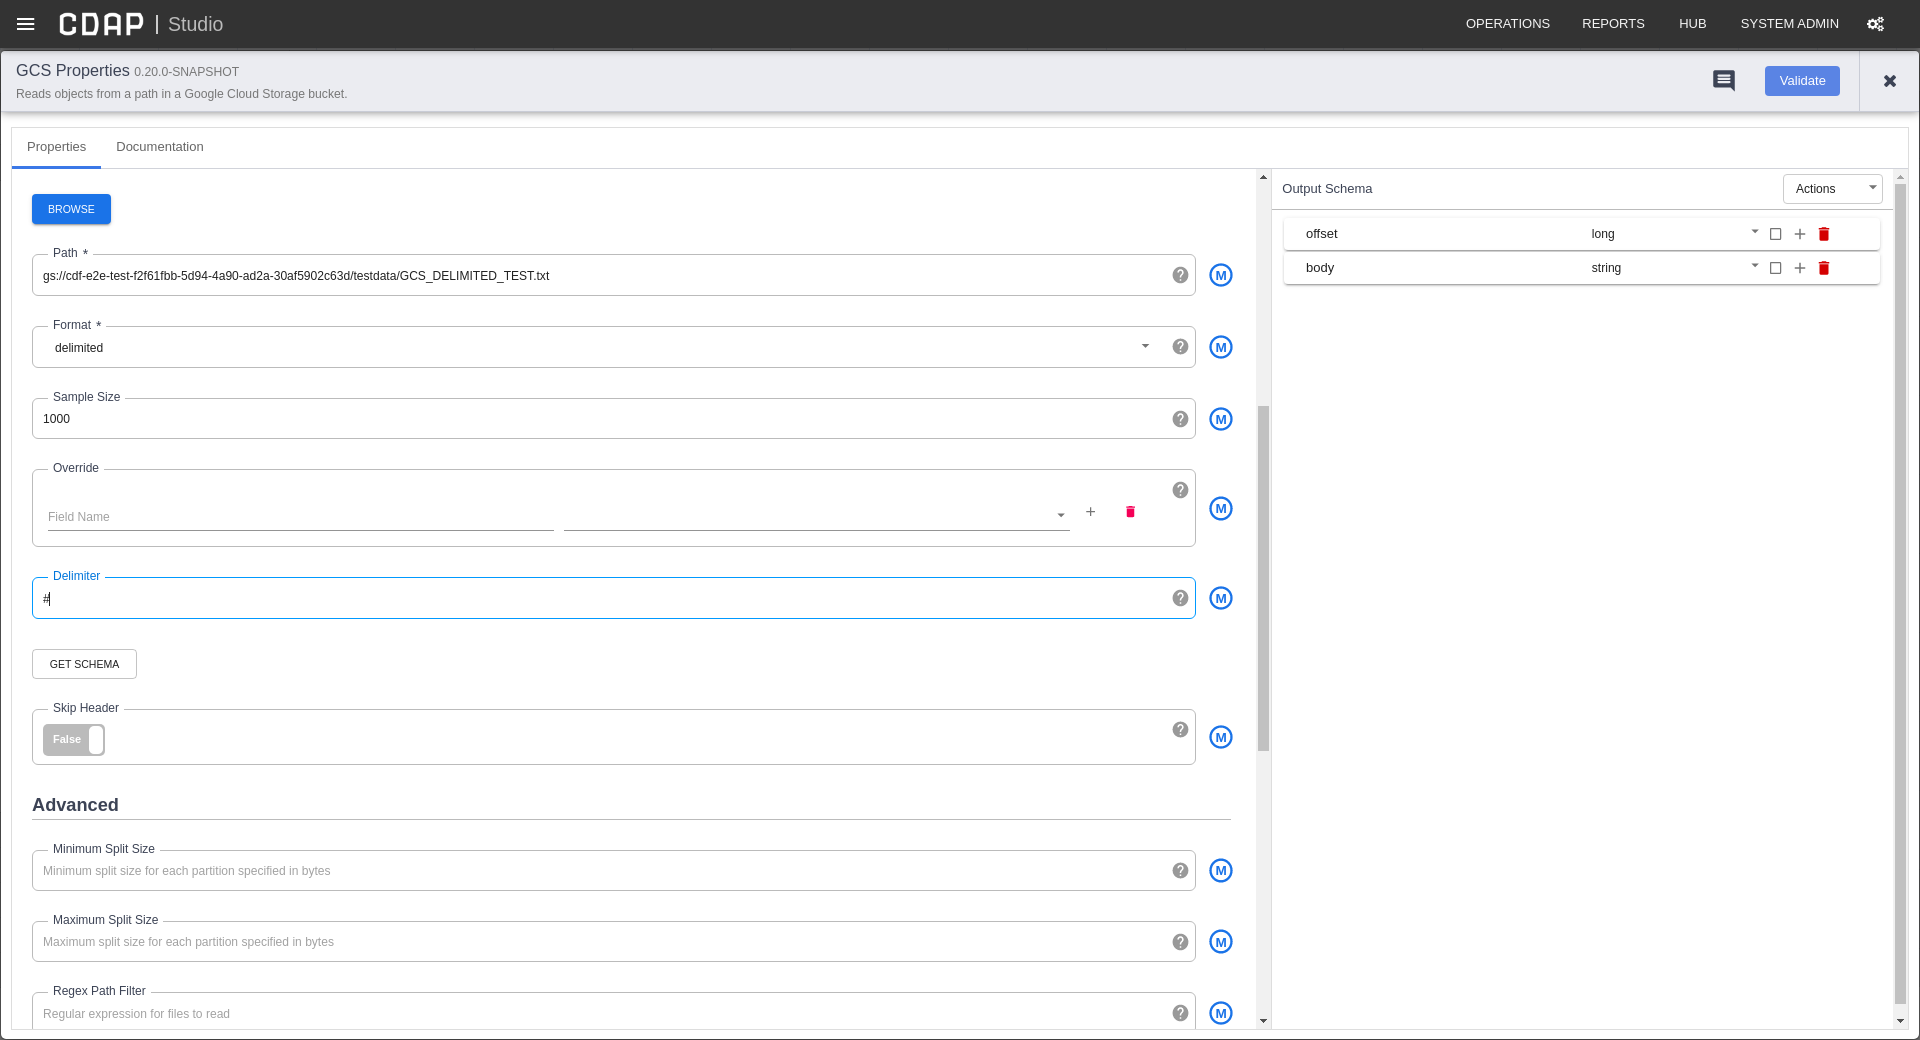 CDAP | Studio
OPERATIONS REPORTS HUB SYSTEM ADMIN
GCS Properties 0.20.0-SNAPSHOT
Reads objects from a path in a Google Cloud Storage bucket.
Validate
Properties Documentation
BROWSE
Path *
gs://cdf-e2e-test-f2f61fbb-5d94-4a90-ad2a-30af5902c63d/testdata/GCS_DELIMITED_TEST.txt
M
Format *
delimited
M
Sample Size
1000
M
Override
Field Name
M
Delimiter
#
M
GET SCHEMA
Skip Header
False
M
Advanced
Minimum Split Size
Minimum split size for each partition specified in bytes
M
Maximum Split Size
Maximum split size for each partition specified in bytes
M
Regex Path Filter
Regular expression for files to read
M
Output Schema
Actions
offset long
body string